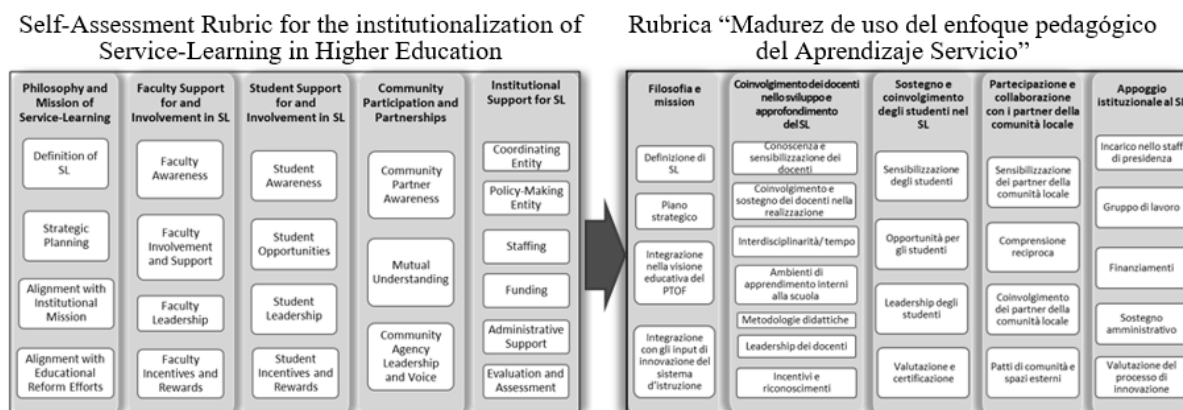 Self-Assessment Rubric for the institutionalization of
Service-Learning in Higher Education
Philosophy and
Mission of
Service-Learning
Definition of
SL
Strategic
Planning
Alignment with
Institutional
Mission
Alignment with
Educational
Reform Efforts
Faculty Support
for and
Involvement in SL
Faculty
Awareness
Faculty
Involvement
and Support
Faculty
Leadership
Faculty
Incentives and
Rewards
Student Support
for and
Involvement in SL
Student
Awareness
Student
Opportunities
Student
Leadership
Student
Incentives and
Rewards
Community
Participation and
Partnerships
Community
Partner
Awareness
Mutual
Understanding
Community
Agency
Leadership
and Voice
Institutional
Support for SL
Coordinating
Entity
Policy-Making
Entity
Staffing
Funding
Administrative
Support
Evaluation and
Assessment
Rubrica “Madurez de uso del enfoque pedagógico
del Aprendizaje Servicio”
Filosofia e
mission
Definizione di
SL
Piano
strategico
Integrazione
nella visione
educativa del
PTOF
Integrazione
con gli input di
innovazione del
sistema
d'istruzione
Coinvolgimento dei docenti
nello sviluppo e
approfondimento
del SL
Conoscenza e
sensibilizzazione dei
docenti
Coinvolgimento e
sostegno dei docenti nella
realizzazione
Interdisciplinarità/ tempo
Ambienti di
apprendimento interni
alla scuola
Metodologie didattiche
Leadership dei docenti
Incentivi e
riconoscimenti
Sostegno e
coinvolgimento
degli studenti nel
SL
Sensibilizzazione
degli studenti
Opportunità per
gli studenti
Leadership degli
studenti
Valutazione e
certificazione
Partecipazione e
collaborazione
con i partner della
comunità locale
Sensibilizzazione
dei partner della
comunità locale
Comprensione
reciproca
Coinvolgimento
dei partner della
comunità locale
Patti di comunità e
spazi esterni
Appoggio
istituzionale al SL
Incarico nello staff
di presidenza
Gruppo di lavoro
Finanziamenti
Sostegno
amministrativo
Valutazione del
processo di
innovazione